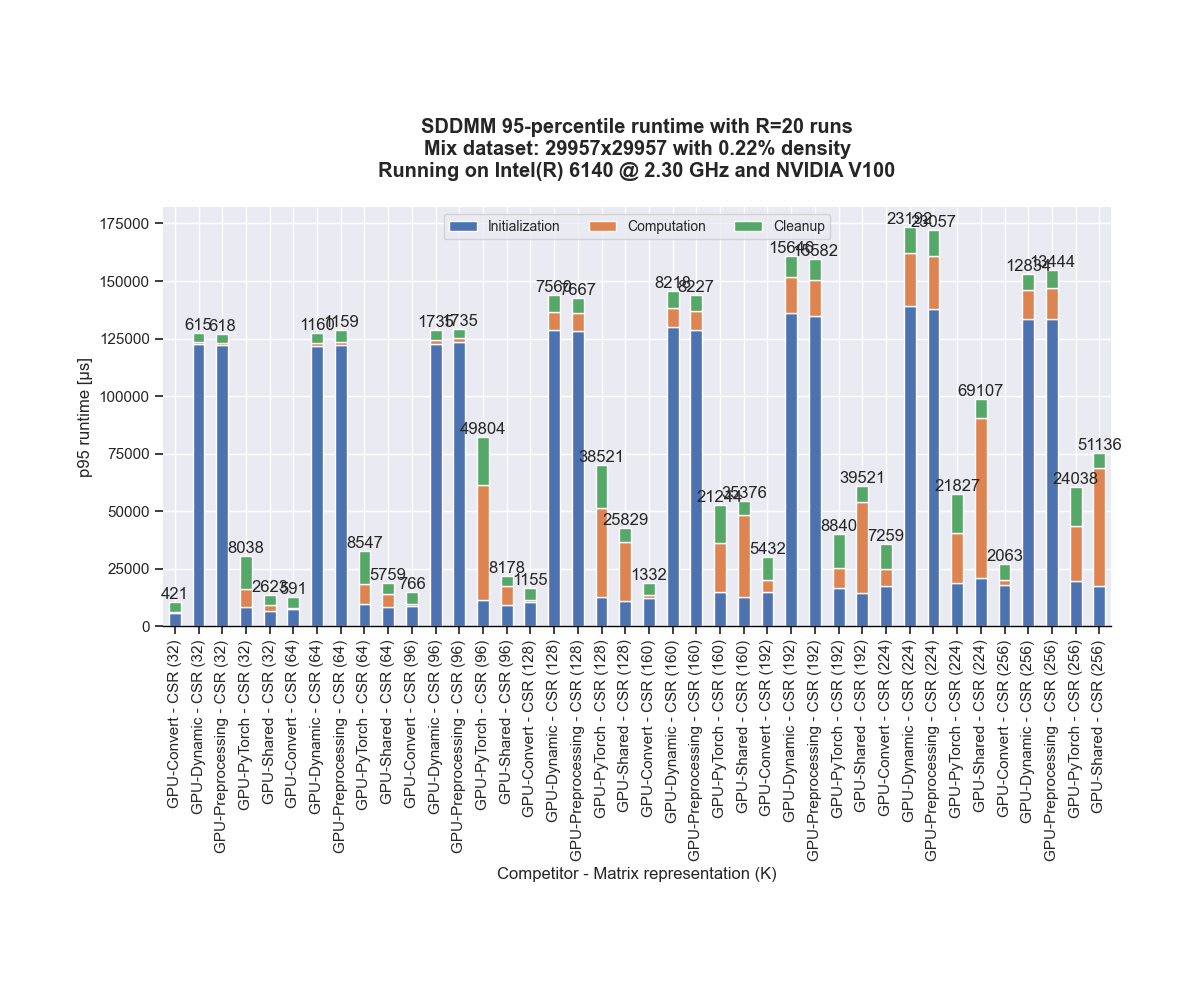 SDDMM 95-percentile runtime with R=20 runs
Mix dataset: 29957x29957 with 0.22% density
Running on Intel(R) 6140 @ 2.30 GHz and NVIDIA V100
Initialization
Computation
Cleanup
p95 runtime [µs]
175000
150000
125000
100000
75000
50000
25000
0
421
615
618
8038
2623
591
1160
1159
8547
5759
766
1735
1735
49804
8178
1155
7560
7667
38521
25829
1332
8218
8227
21244
35376
5432
15646
15582
8840
39521
7259
23192
23057
21827
69107
2063
12834
13444
24038
51136
GPU-Convert - CSR (32)
GPU-Dynamic - CSR (32)
GPU-Preprocessing - CSR (32)
GPU-PyTorch - CSR (32)
GPU-Shared - CSR (32)
GPU-Convert - CSR (64)
GPU-Dynamic - CSR (64)
GPU-Preprocessing - CSR (64)
GPU-PyTorch - CSR (64)
GPU-Shared - CSR (64)
GPU-Convert - CSR (96)
GPU-Dynamic - CSR (96)
GPU-Preprocessing - CSR (96)
GPU-PyTorch - CSR (96)
GPU-Shared - CSR (96)
GPU-Convert - CSR (128)
GPU-Dynamic - CSR (128)
GPU-Preprocessing - CSR (128)
GPU-PyTorch - CSR (128)
GPU-Shared - CSR (128)
GPU-Convert - CSR (160)
GPU-Dynamic - CSR (160)
GPU-Preprocessing - CSR (160)
GPU-PyTorch - CSR (160)
GPU-Shared - CSR (160)
GPU-Convert - CSR (192)
GPU-Dynamic - CSR (192)
GPU-Preprocessing - CSR (192)
GPU-PyTorch - CSR (192)
GPU-Shared - CSR (192)
GPU-Convert - CSR (224)
GPU-Dynamic - CSR (224)
GPU-Preprocessing - CSR (224)
GPU-PyTorch - CSR (224)
GPU-Shared - CSR (224)
GPU-Convert - CSR (256)
GPU-Dynamic - CSR (256)
GPU-Preprocessing - CSR (256)
GPU-PyTorch - CSR (256)
GPU-Shared - CSR (256)
Competitor - Matrix representation (K)